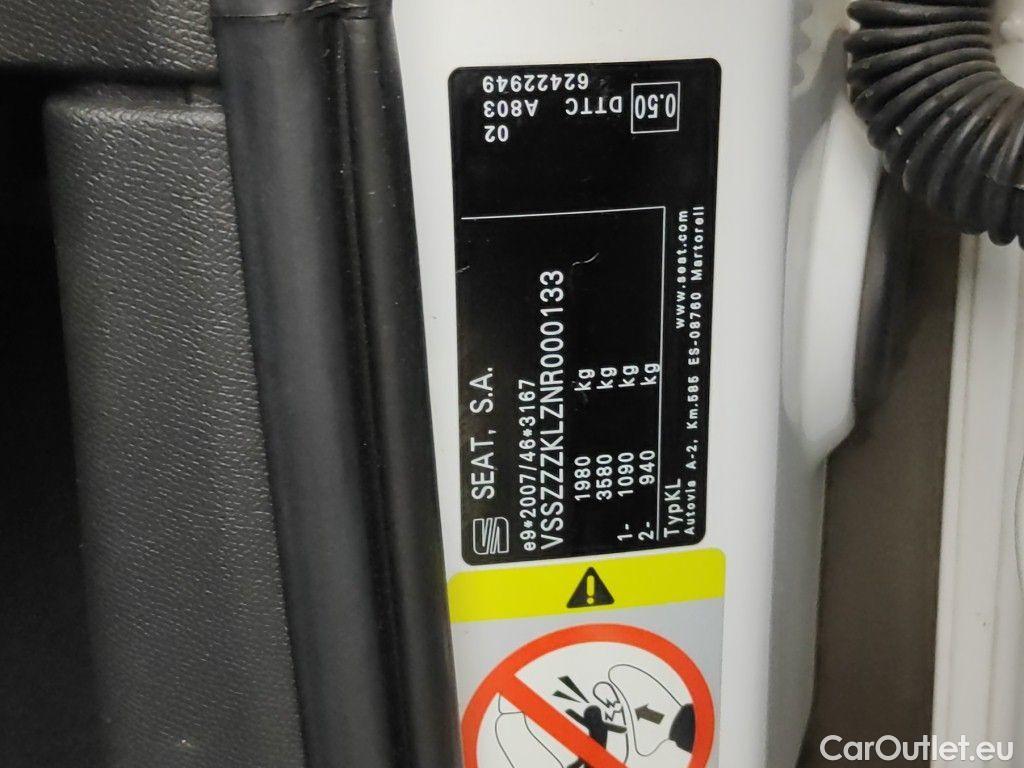 SEAT, S.A.
e9*2007/46*3167
VSSZZZKLZNR000133
1980 kg
3580 kg
1- 1090 kg
2- 940 kg
TypKL www.seat.com
Autovia A-2, Km.585 ES-08760 Martorell
62422949
A803 02
DTTC
0.50
CarOutlet.eu